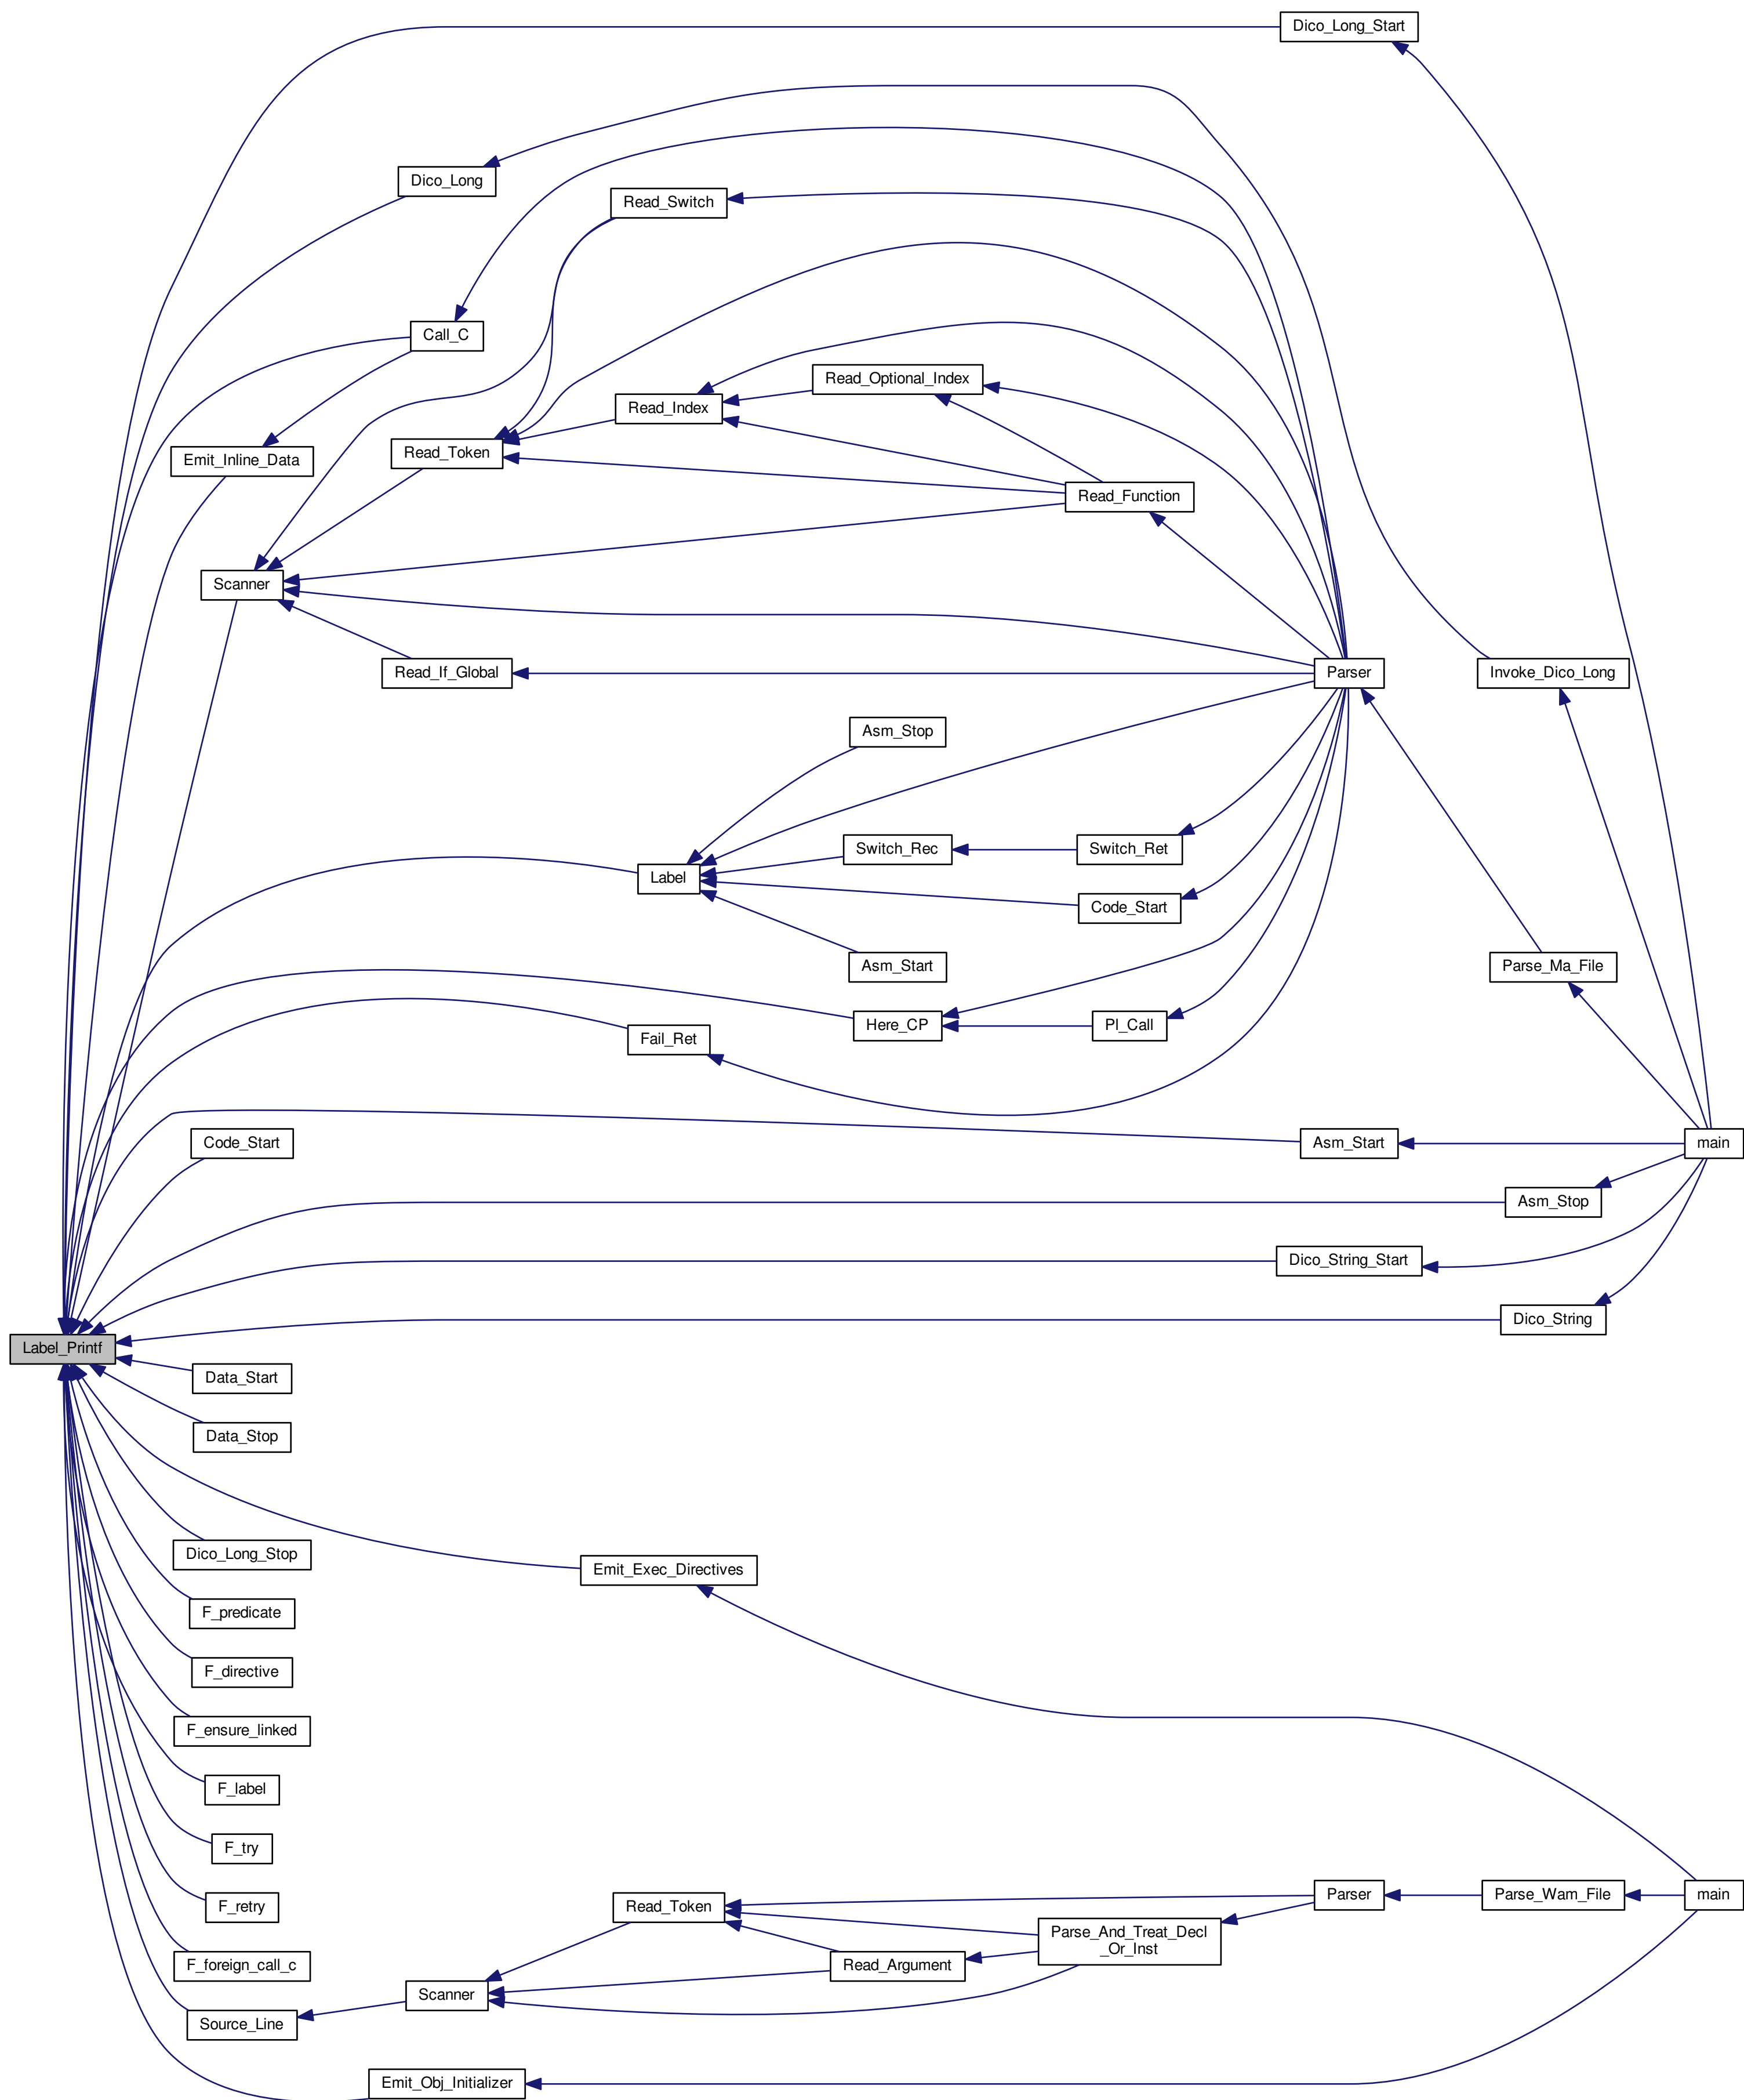 Dico_Long_Start
Dico_Long
Read_Switch
Call_C
Read_Optional_Index
Read_Index
Read_Token
Emit_Inline_Data
Read_Function
Scanner
Read_If_Global
Parser
Invoke_Dico_Long
Asm_Stop
Switch_Rec
Switch_Ret
Label
Code_Start
Asm_Start
Parse_Ma_File
Here_CP
Pl_Call
Fail_Ret
Code_Start
Asm_Start
main
Asm_Stop
Dico_String_Start
Dico_String
Label_Printf
Data_Start
Data_Stop
Dico_Long_Stop
Emit_Exec_Directives
F_predicate
F_directive
F_ensure_linked
F_label
F_try
Parser
Parse_Wam_File
main
F_retry
Read_Token
Parse_And_Treat_Decl
_Or_Inst
F_foreign_call_c
Read_Argument
Scanner
Source_Line
Emit_Obj_Initializer